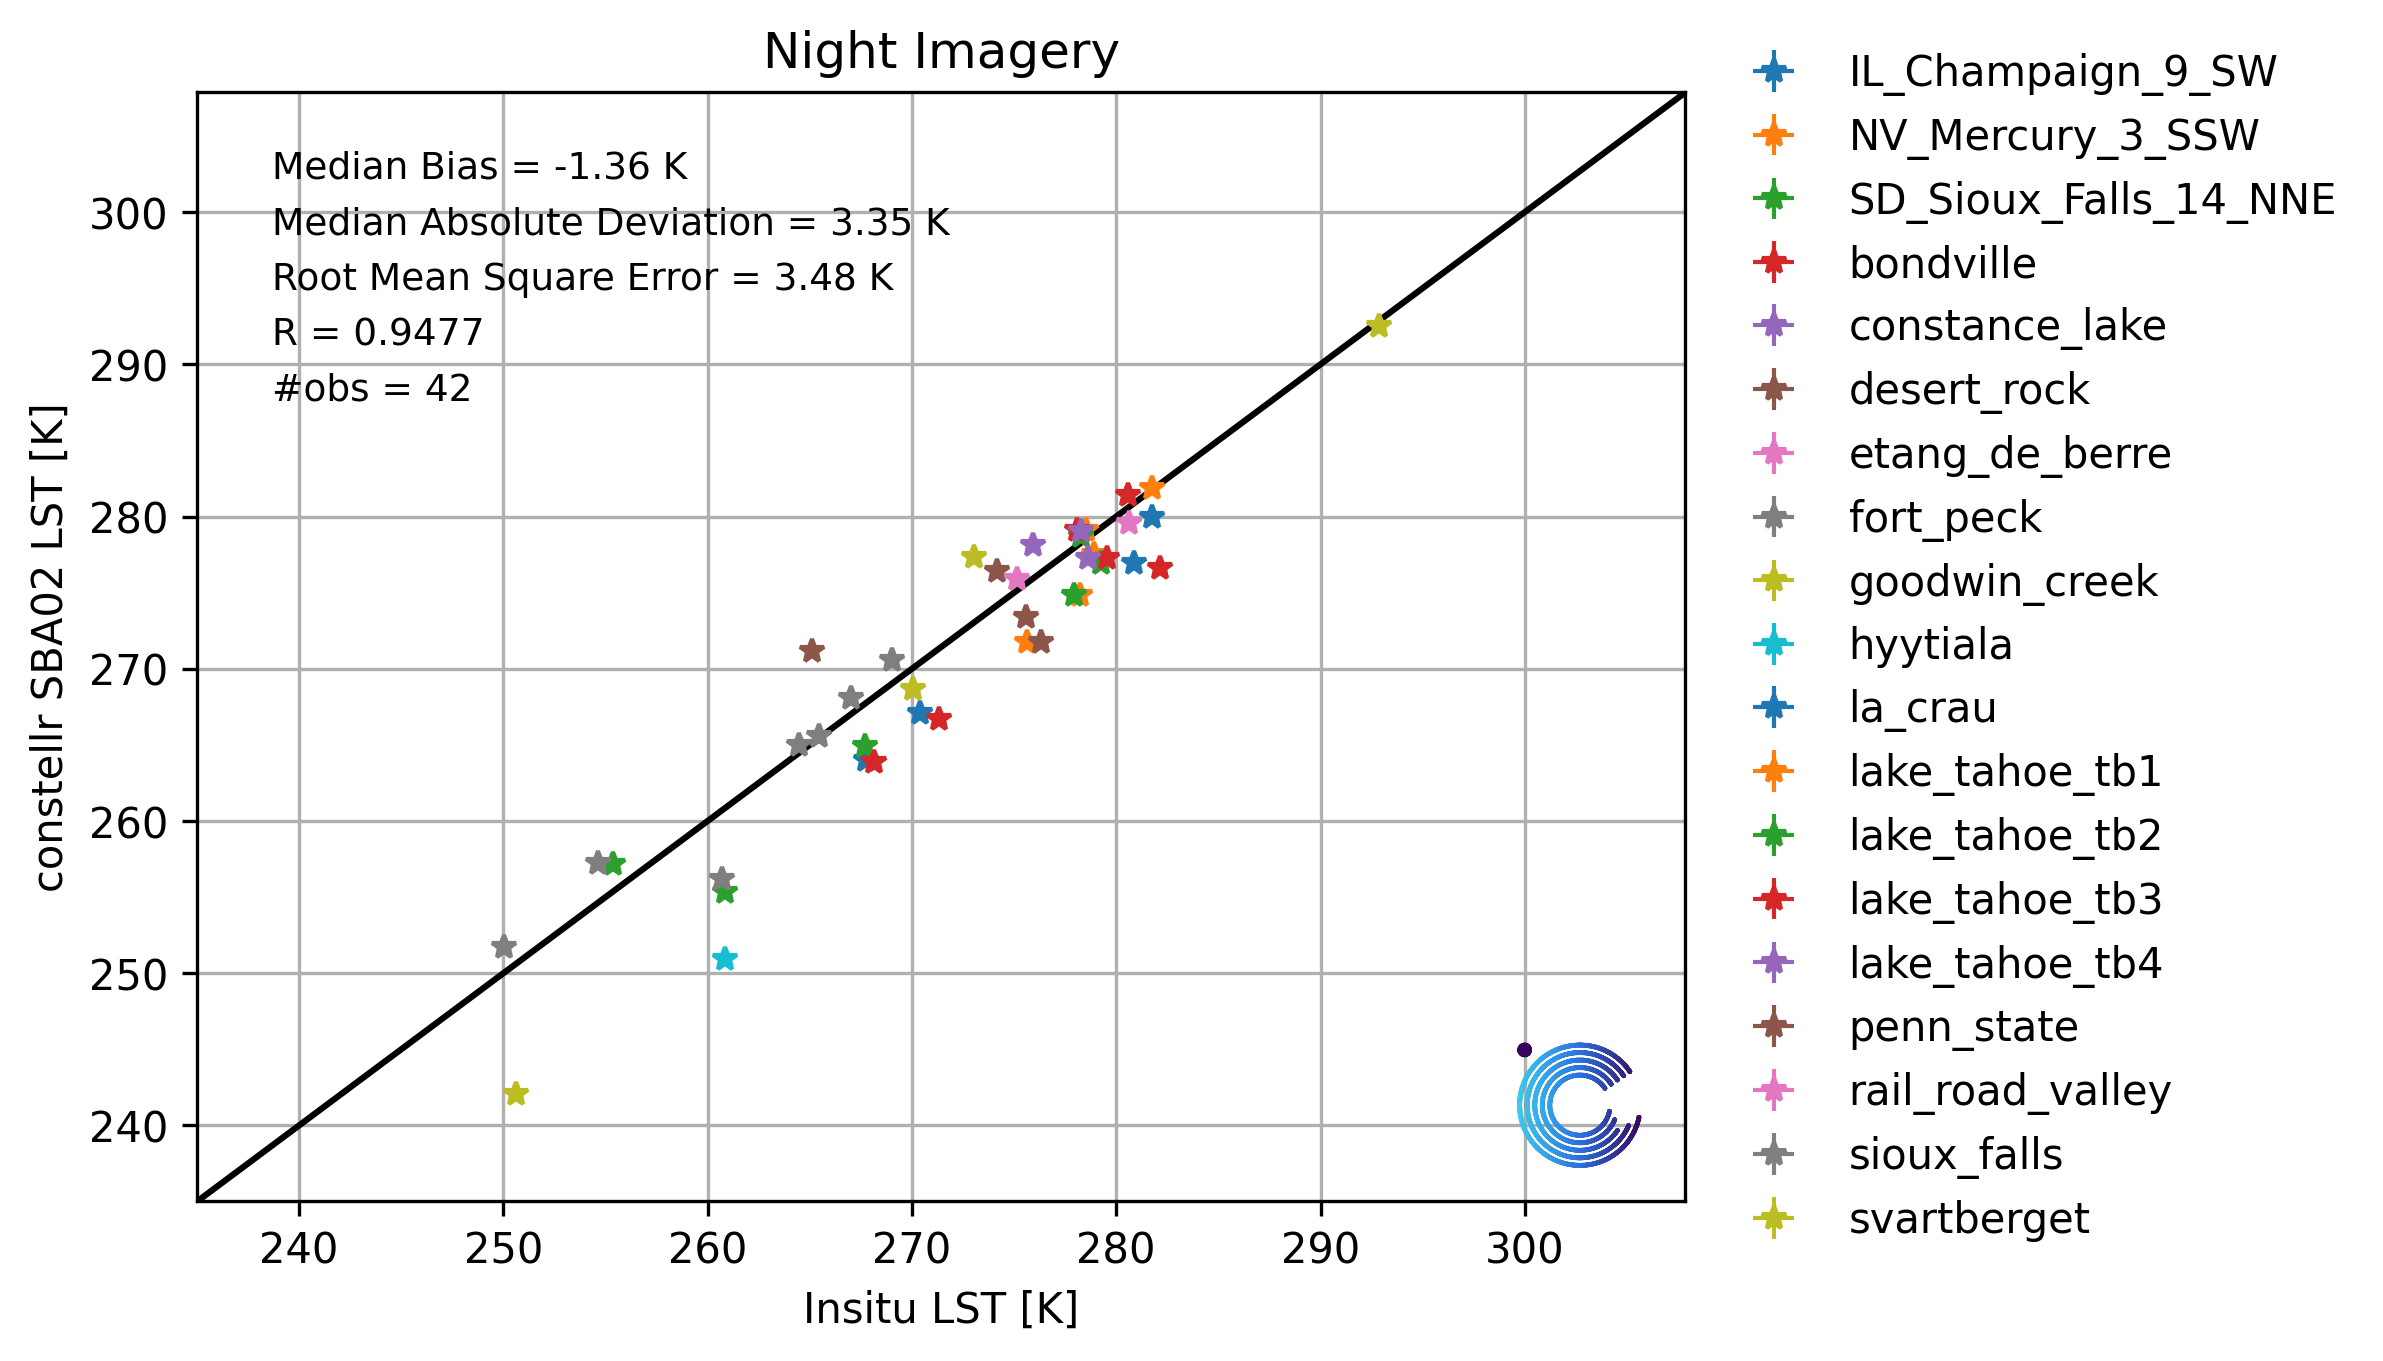 Night Imagery
Median Bias = -1.36 K
Median Absolute Deviation = 3.35 K
Root Mean Square Error = 3.48 K
R = 0.9477
#obs = 42
constellr SBA02 LST [K]
300
290
280
270
260
250
240
240 250 260 270 280 290 300
Insitu LST [K]
IL_Champaign_9_SW
NV_Mercury_3_SSW
SD_Sioux_Falls_14_NNE
bondville
constance_lake
desert_rock
etang_de_berre
fort_peck
goodwin_creek
hyytiala
la_crau
lake_tahoe_tb1
lake_tahoe_tb2
lake_tahoe_tb3
lake_tahoe_tb4
penn_state
rail_road_valley
sioux_falls
svartberget